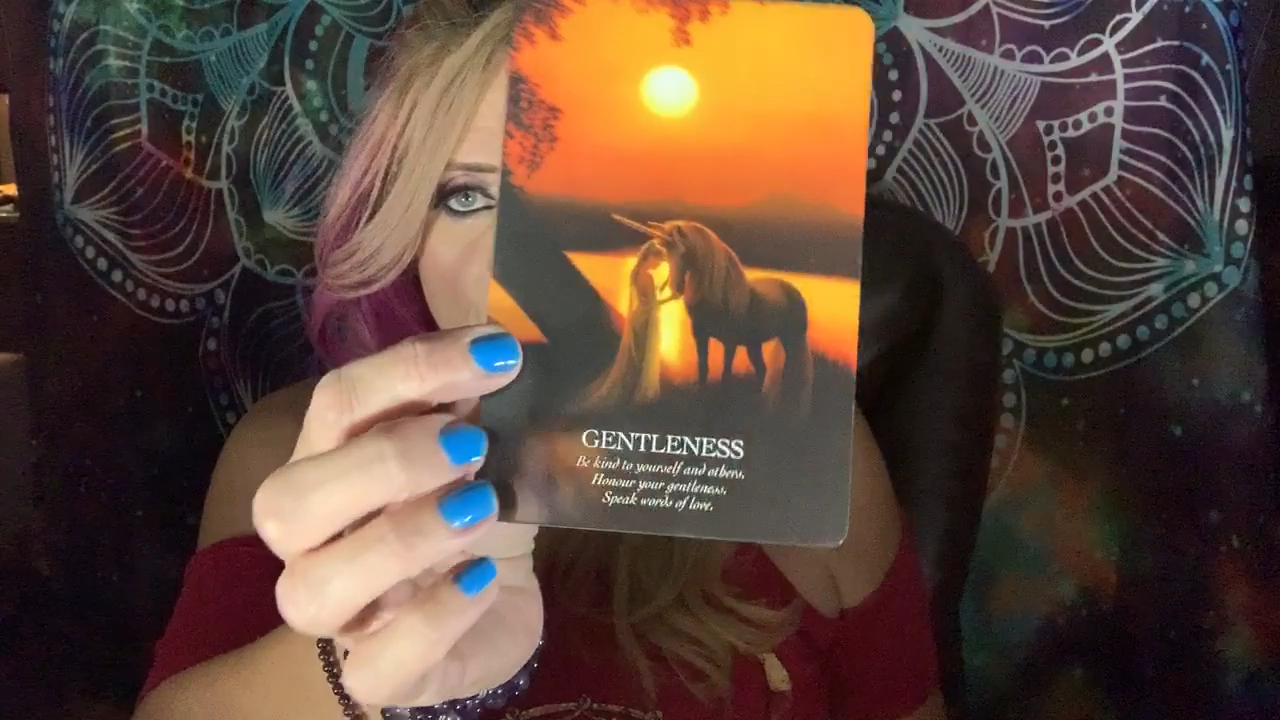 GENTLENESS
Be kind to yourself and others.
Honour your gentleness.
Speak words of love.